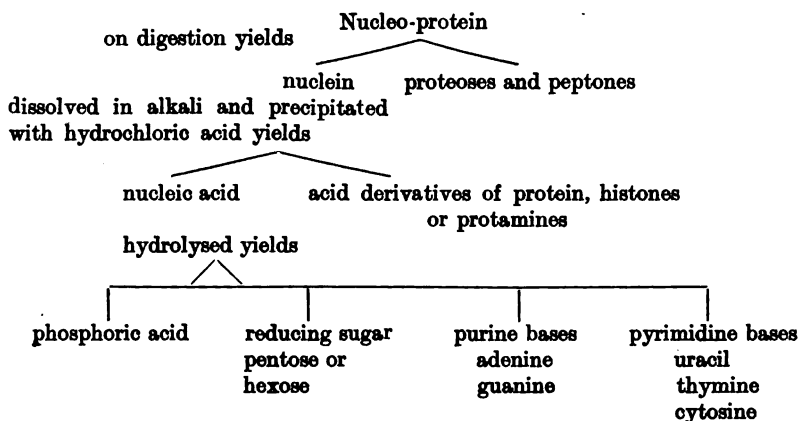 Nucleo-protein
on digestion yields
nuclein proteoses and peptones
dissolved in alkali and precipitated
with hydrochloric acid yields
nucleic acid acid derivatives of protein, histones
or protamines
hydrolysed yields
phosphoric acid reducing sugar purine bases pyrimidine bases
pentose or adenine uracil
hexose guanine thymine
cytosine